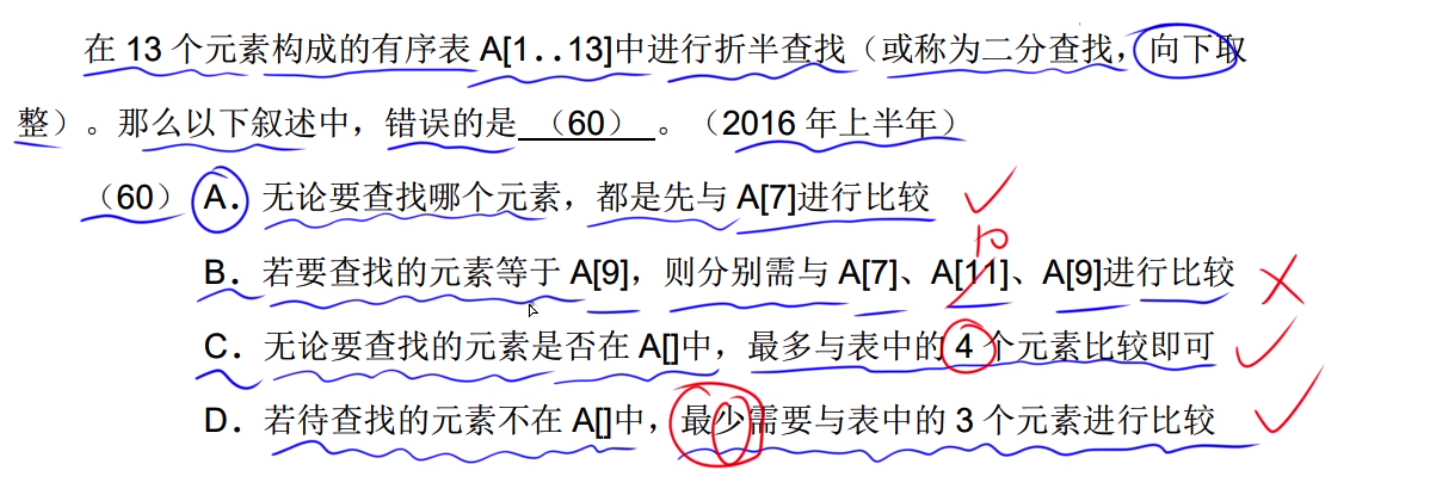 在 13 个元素构成的有序表 A[1..13]中进行折半查找（或称为二分查找，向下取
整）。那么以下叙述中，错误的是 （60） 。（2016 年上半年）
（60）A．无论要查找哪个元素，都是先与 A[7]进行比较
10
B．若要查找的元素等于 A[9]，则分别需与 A[7]、A[11]、A[9]进行比较
C．无论要查找的元素是否在 A[]中，最多与表中的 4 个元素比较即可
D．若待查找的元素不在 A[]中，最少需要与表中的 3 个元素进行比较